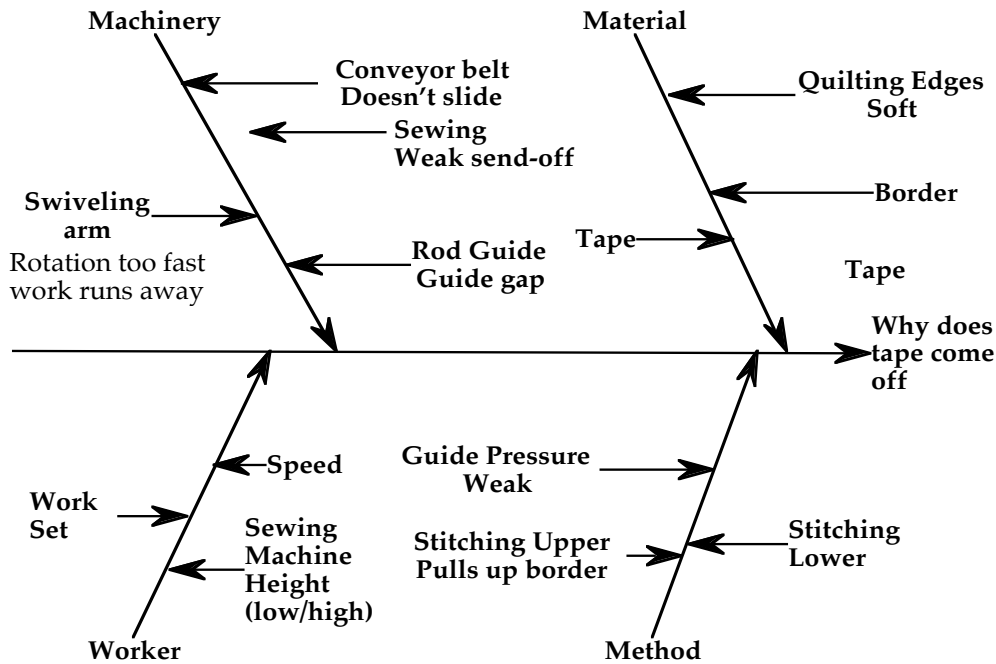 Machinery
Material
Conveyor belt
Doesn't slide
Quilting Edges
Soft
Sewing
Weak send-off
Swiveling
arm
Rotation too fast
work runs away
Border
Tape
Rod Guide
Guide gap
Tape
Why does
tape come
off
Speed
Guide Pressure
Weak
Work
Set
Sewing
Machine
Height
(low/high)
Stitching Upper
Pulls up border
Stitching
Lower
Worker
Method